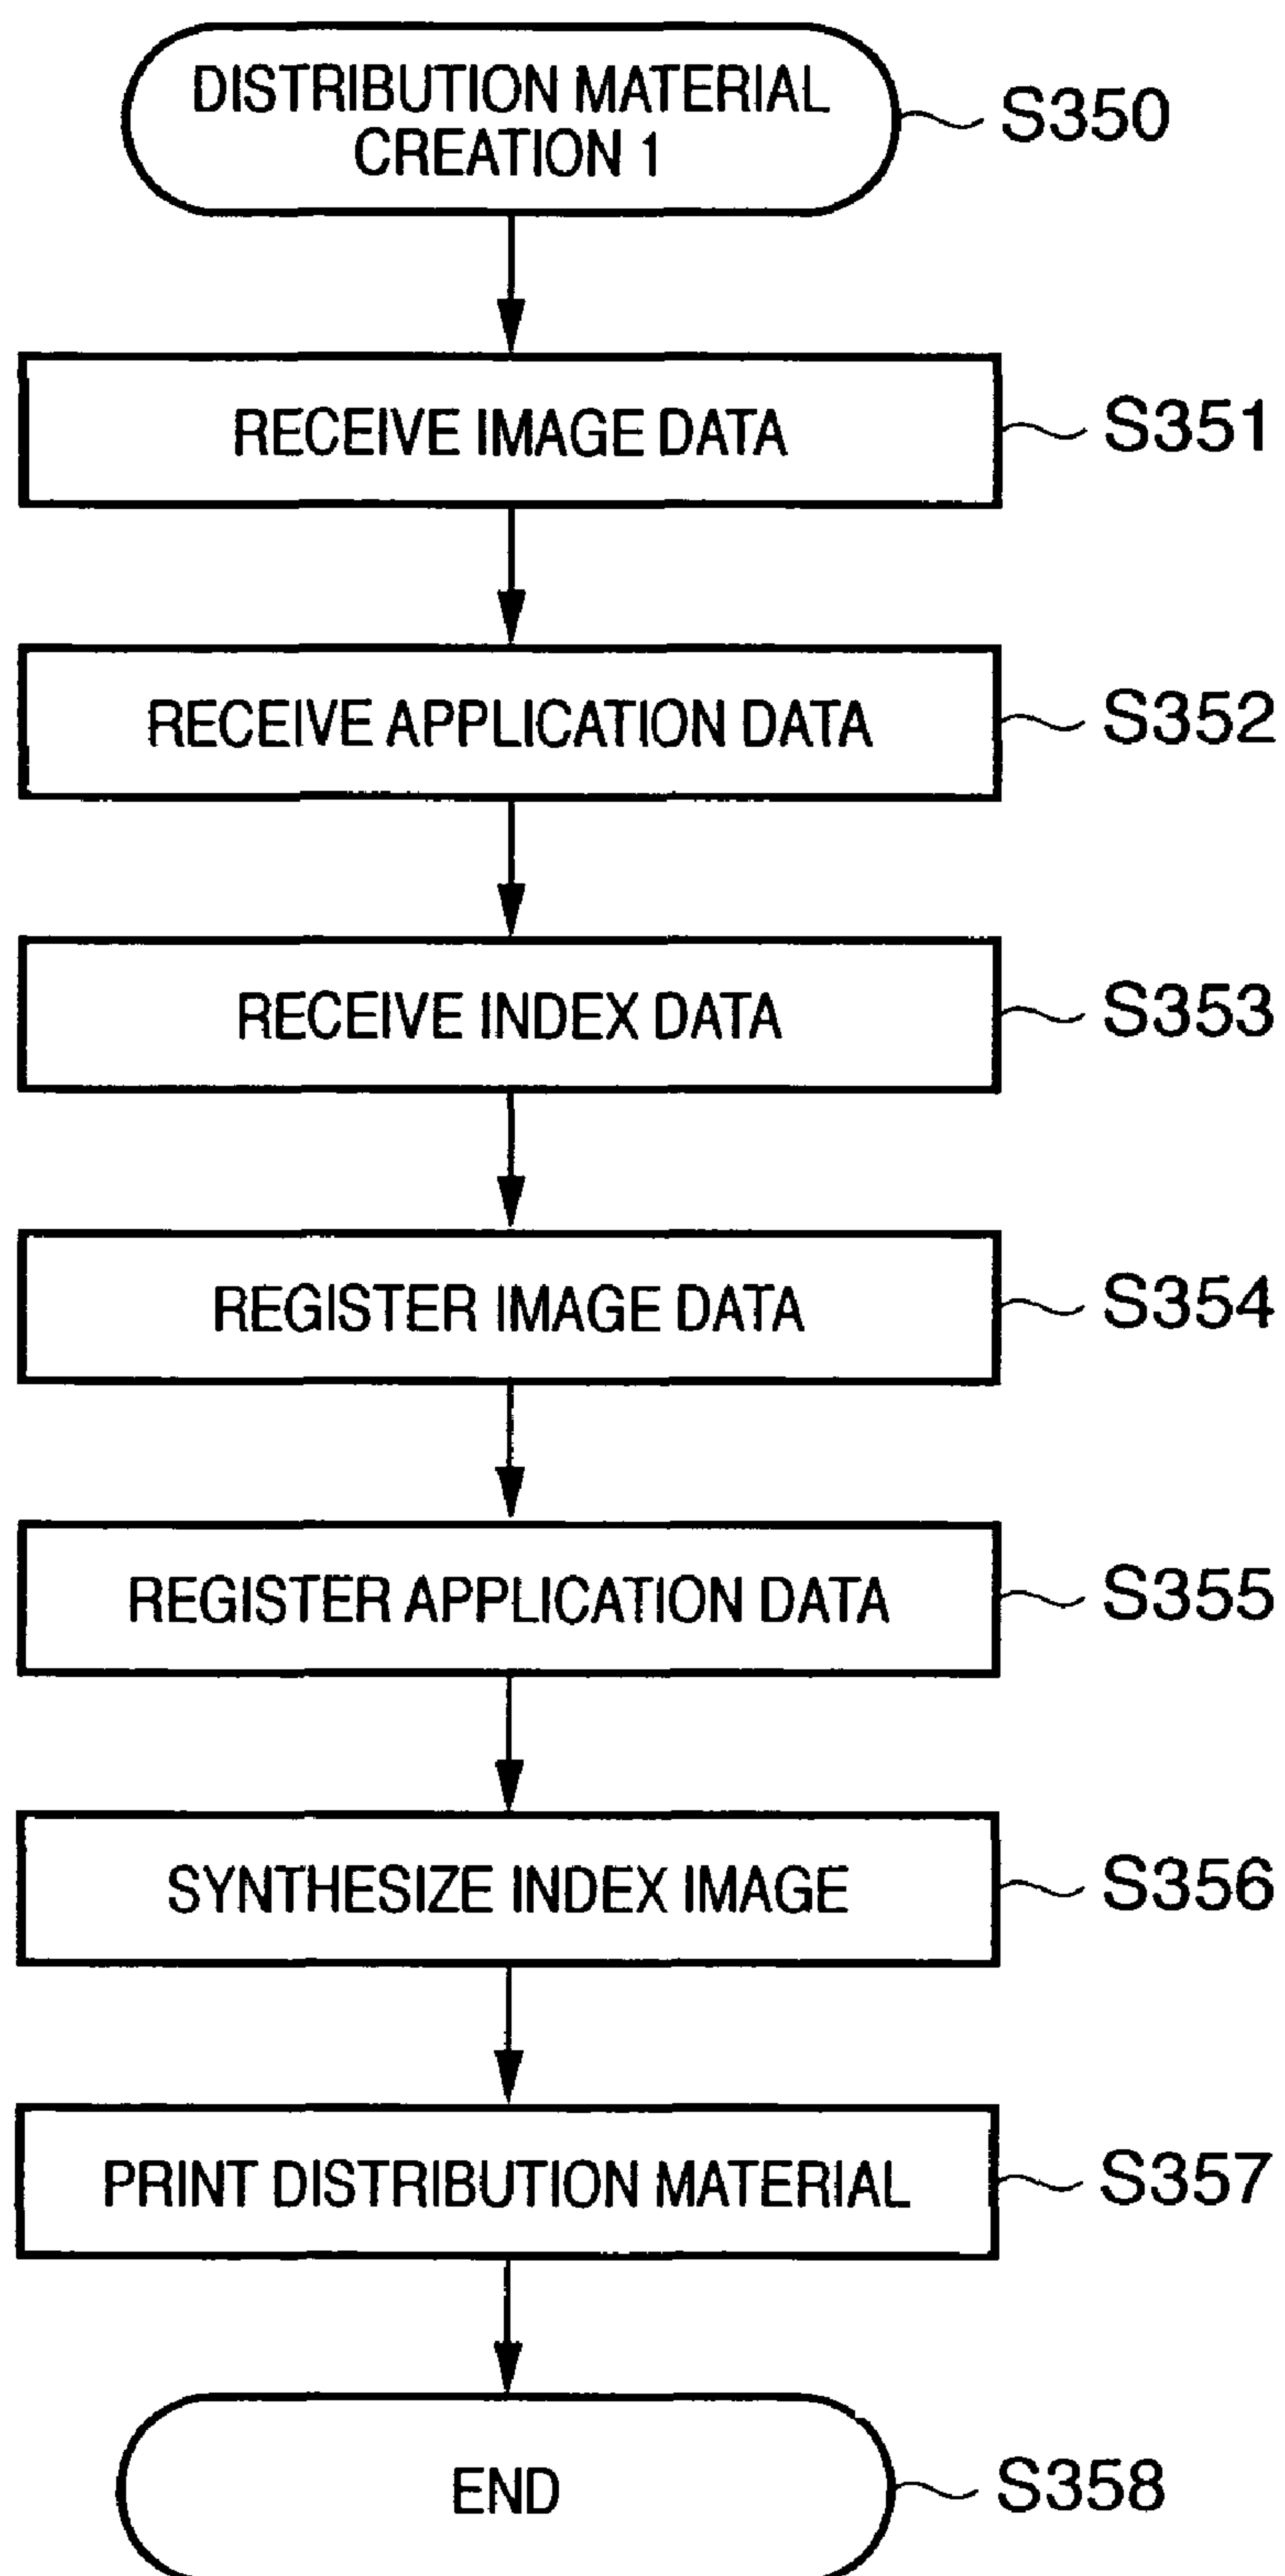 DISTRIBUTION MATERIAL
CREATION 1
S350
RECEIVE IMAGE DATA
S351
RECEIVE APPLICATION DATA
S352
RECEIVE INDEX DATA
S353
REGISTER IMAGE DATA
S354
REGISTER APPLICATION DATA
S355
SYNTHESIZE INDEX IMAGE
S356
PRINT DISTRIBUTION MATERIAL
S357
END
S358